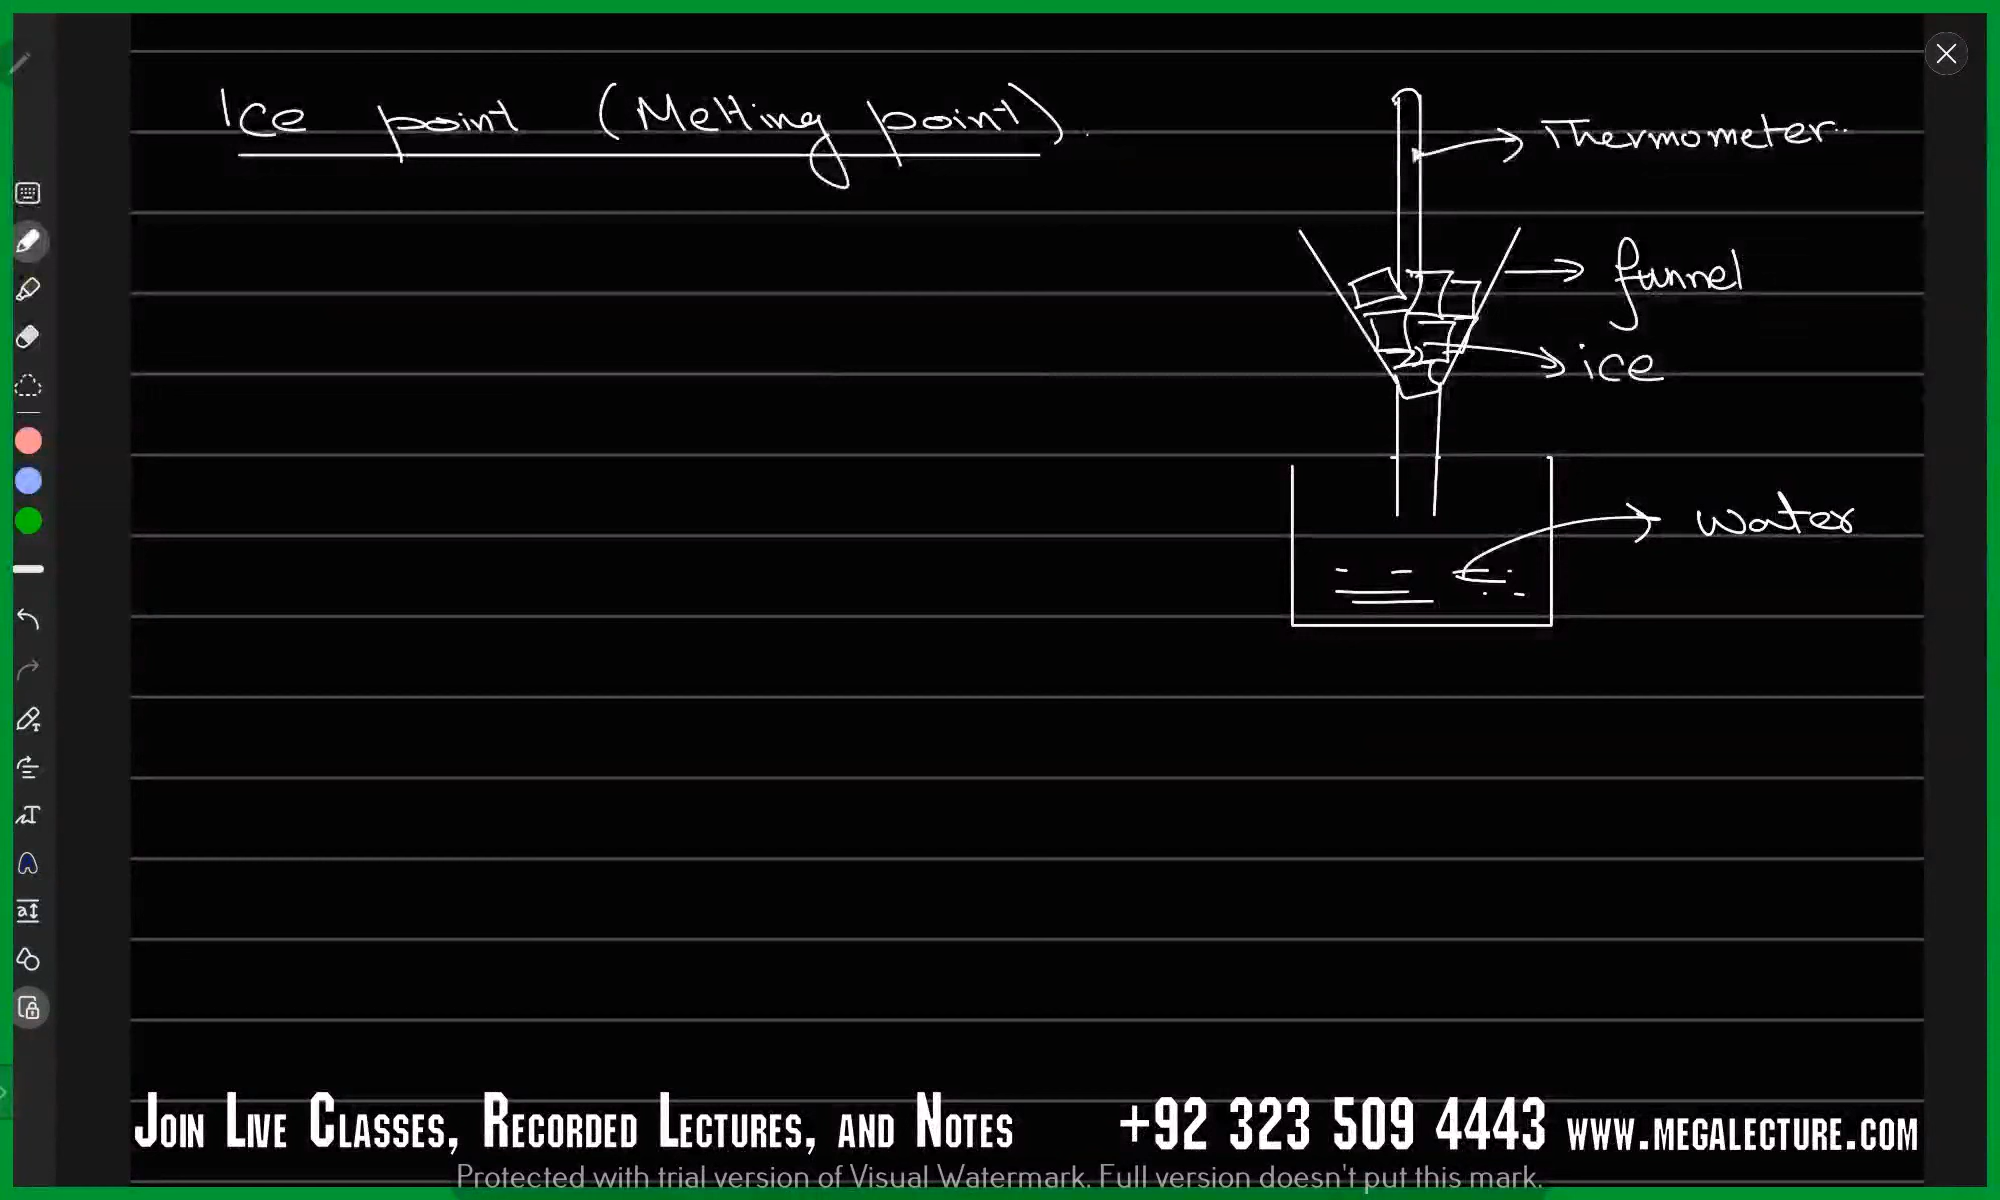 Ice point (Melting point).
Thermometer..
funnel
ice
water
JOIN LIVE CLASSES, RECORDED LECTURES, AND NOTES +92 323 509 4443 WWW.MEGALECTURE.COM
Protected with trial version of Visual Watermark. Full version doesn't put this mark.